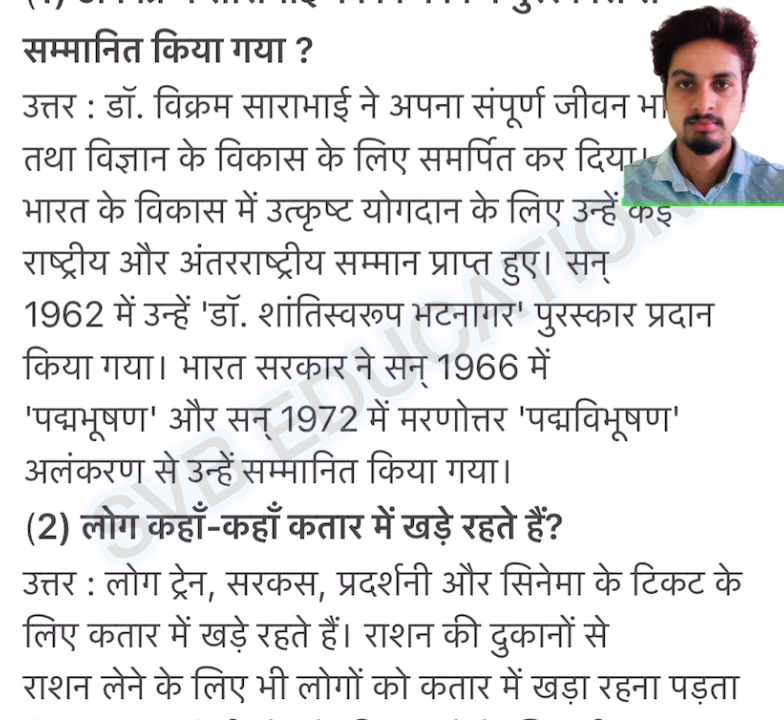 सम्मानित किया गया ?
उत्तर : डॉ. विक्रम साराभाई ने अपना संपूर्ण जीवन
तथा विज्ञान के विकास के लिए समर्पित कर दिया।
भारत के विकास में उत्कृष्ट योगदान के लिए उन्हें कई
राष्ट्रीय और अंतरराष्ट्रीय सम्मान प्राप्त हुए। सन्
1962 में उन्हें 'डॉ. शांतिस्वरूप भटनागर' पुरस्कार प्रदान
किया गया। भारत सरकार ने सन् 1966 में
'पद्मभूषण' और सन् 1972 में मरणोत्तर 'पद्मविभूषण'
अलंकरण से उन्हें सम्मानित किया गया।
(2) लोग कहाँ-कहाँ कतार में खड़े रहते हैं?
उत्तर : लोग ट्रेन, सरकस, प्रदर्शनी और सिनेमा के टिकट के
लिए कतार में खड़े रहते हैं। राशन की दुकानों से
राशन लेने के लिए भी लोगों को कतार में खड़ा रहना पड़ता
SVB EDUCATION